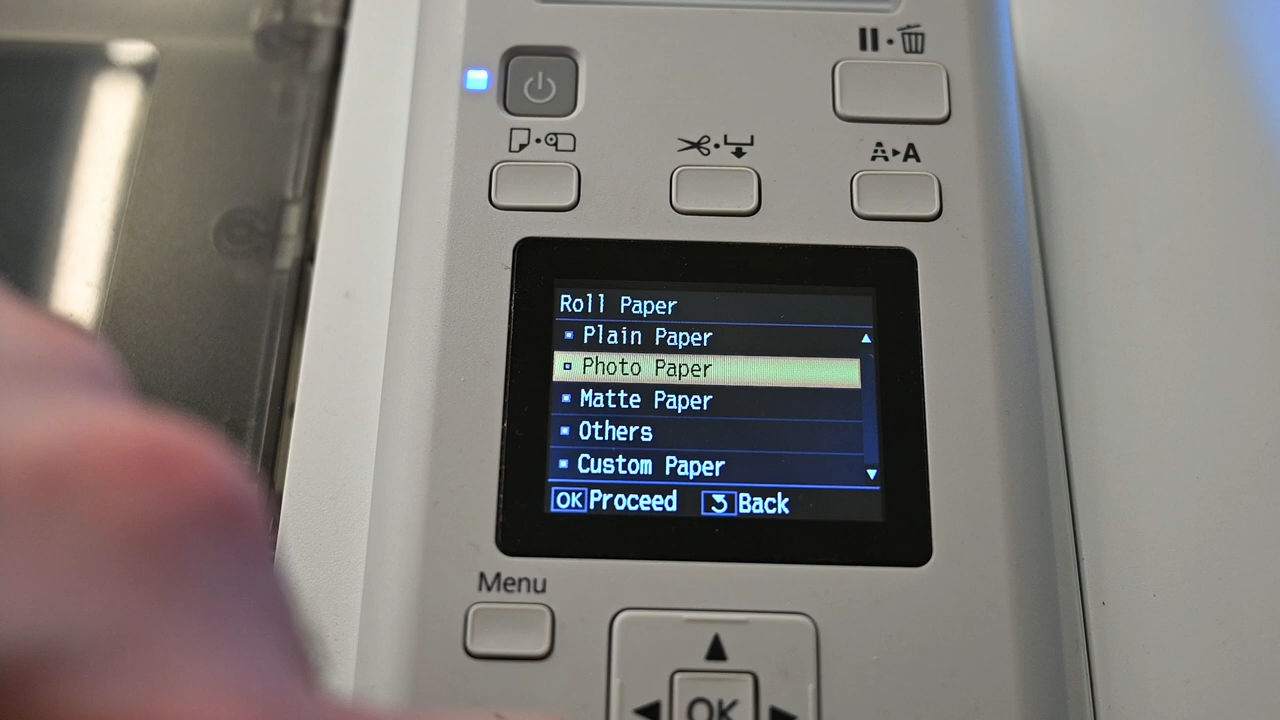 A▸A
Roll Paper
Plain Paper
Photo Paper
Matte Paper
Others
Custom Paper
OK Proceed Back
Menu
OK